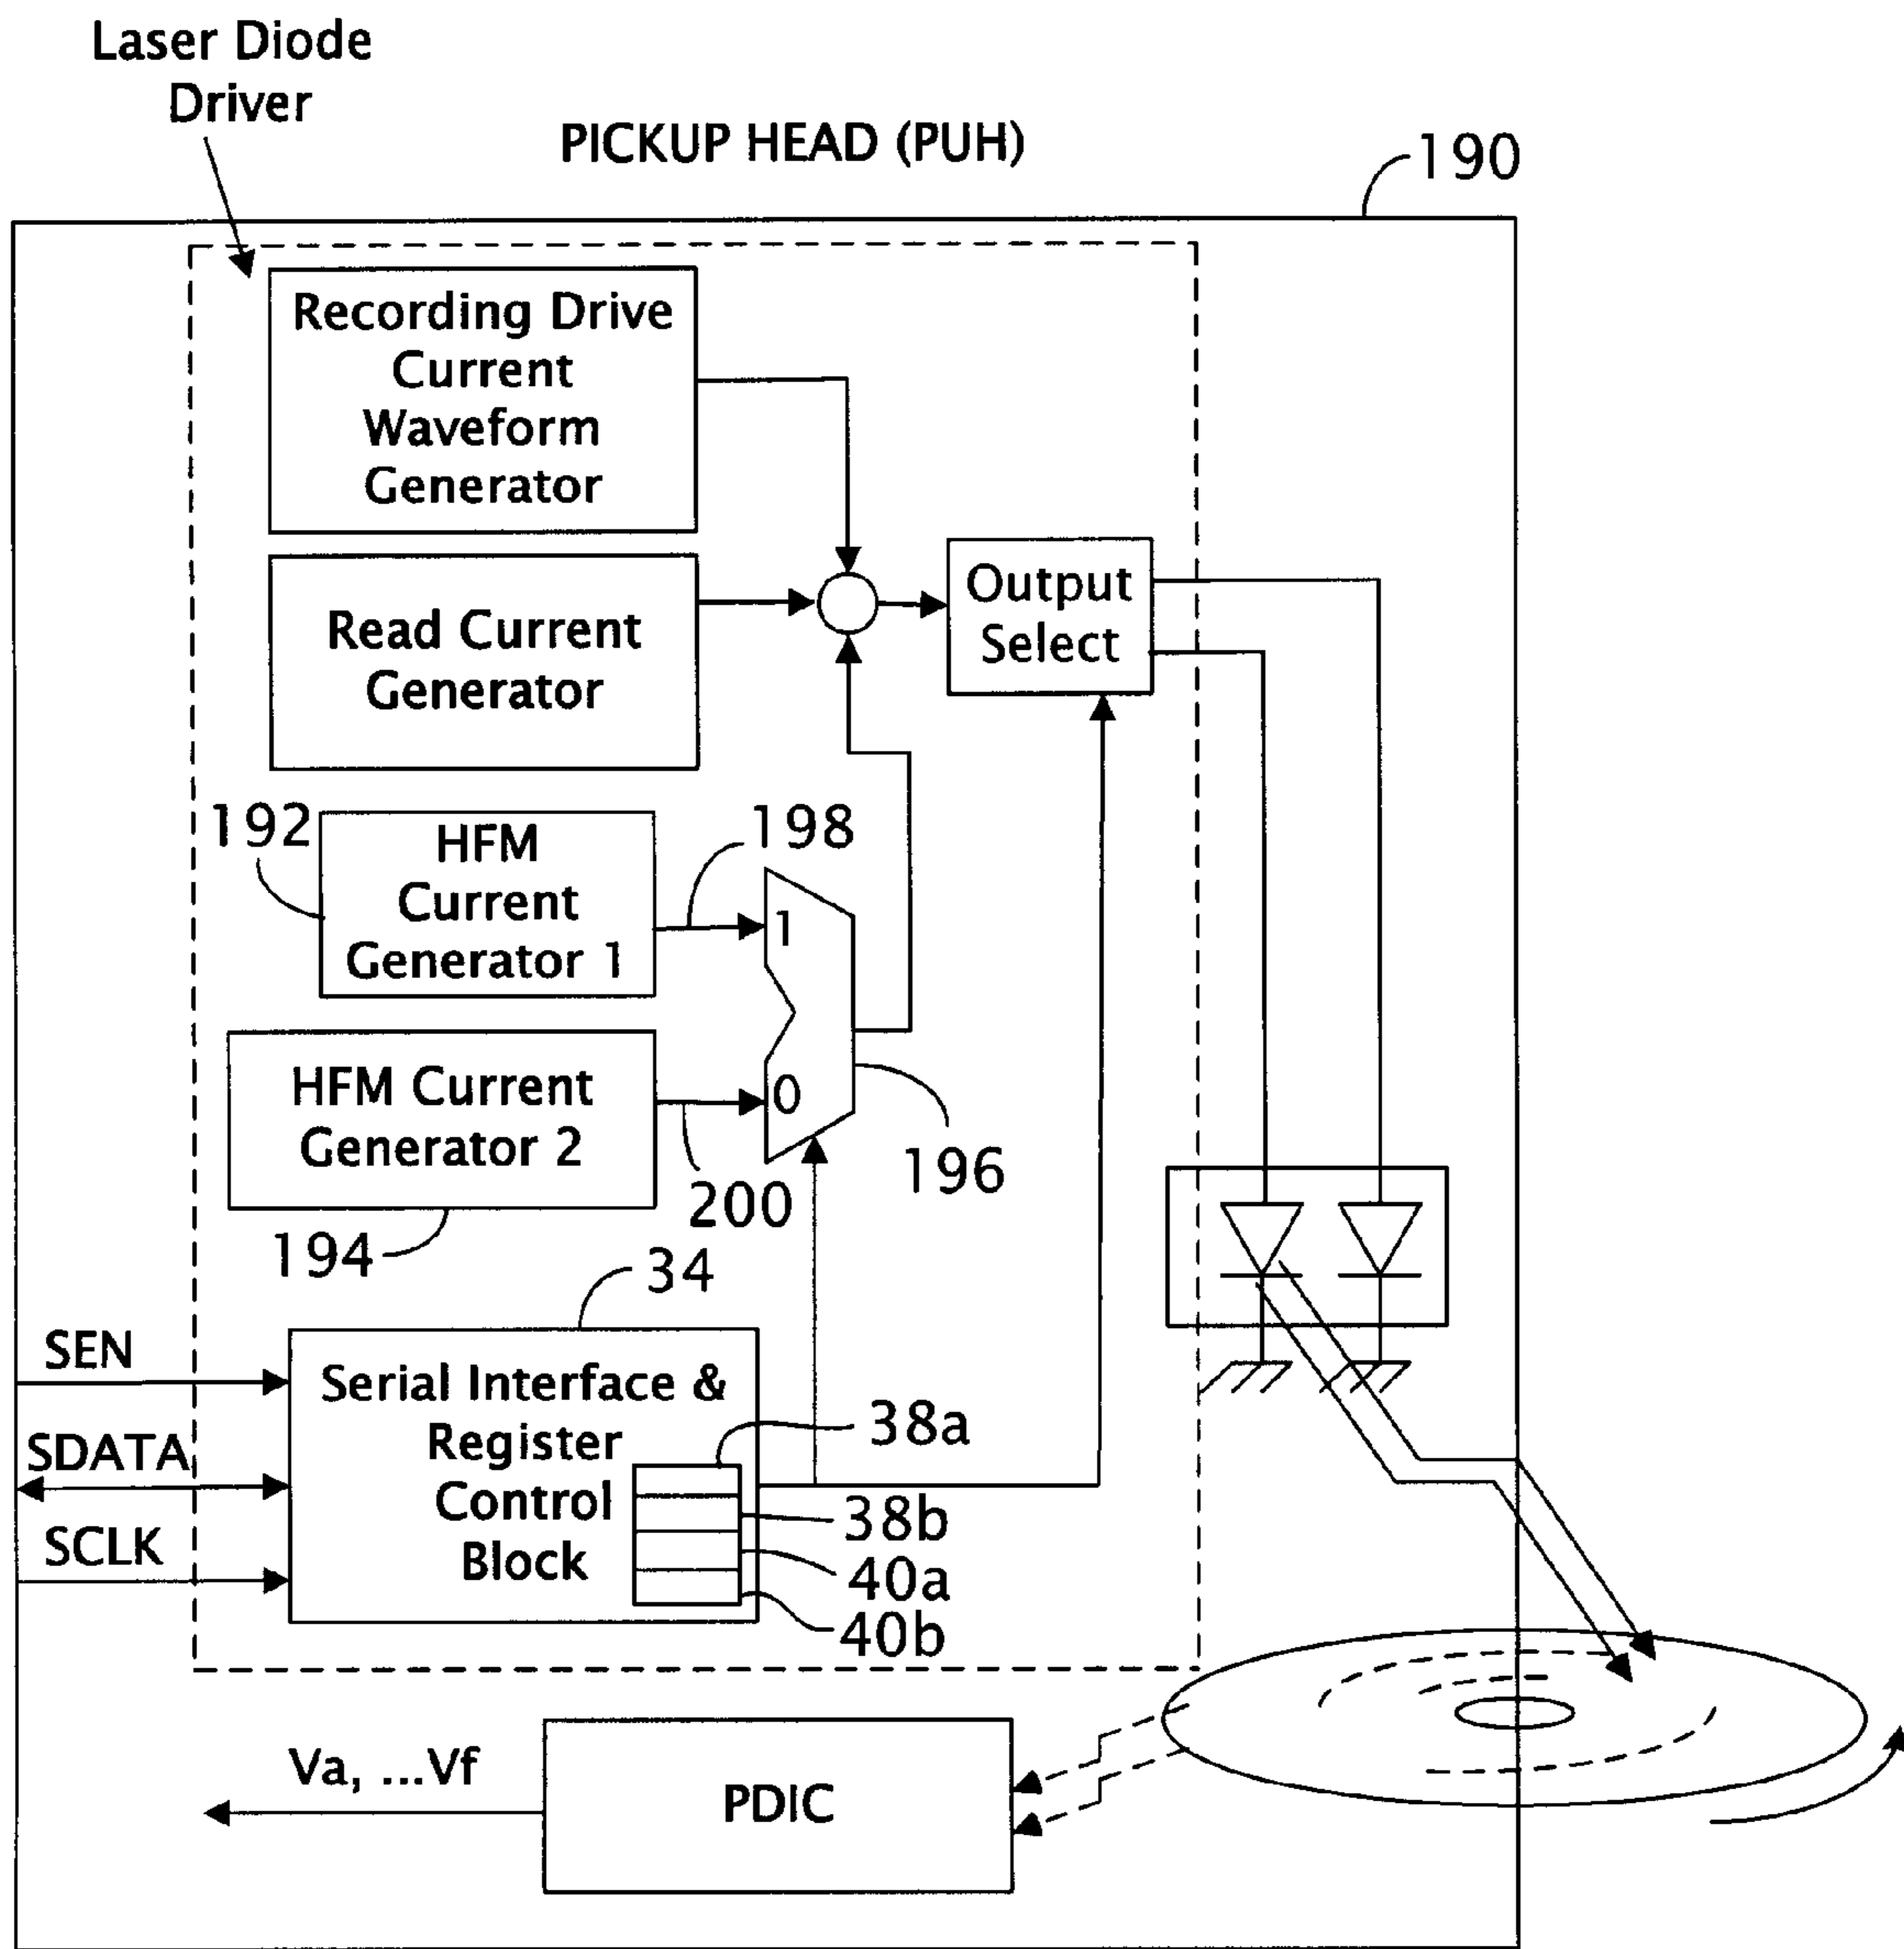 Laser Diode
Driver
PICKUP HEAD (PUH)
190
Recording Drive
Current
Waveform
Generator
Read Current
Generator
Output
Select
192
HFM
Current
Generator 1
198
1
HFM Current
Generator 2
0
196
200
194
34
SEN
SDATA
SCLK
Serial Interface &
Register
Control
Block
38a
38b
40a
40b
Va, ...Vf
PDIC